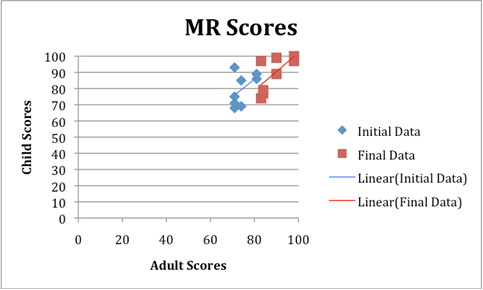 MR Scores
100
90
80
70
60
50
40
30
20
10
0
Child Scores
0 20 40 60 80 100
Adult Scores
Initial Data
Final Data
Linear(Initial Data)
Linear(Final Data)